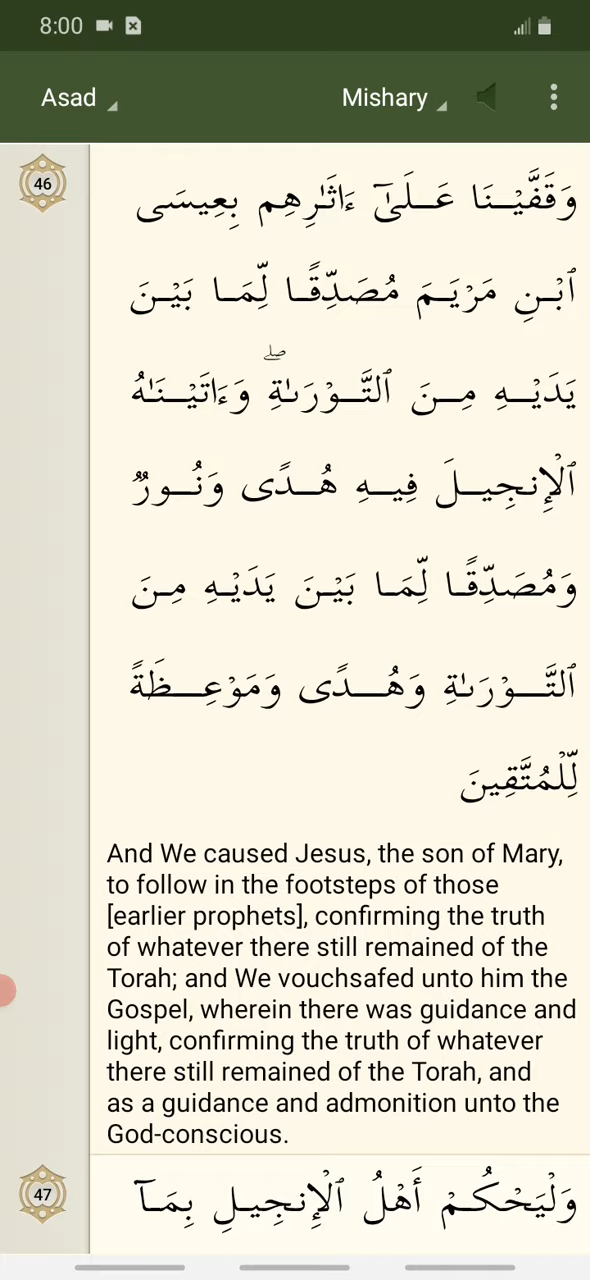 8:00
Asad
Mishary
46
وَقَفَّيْنَا عَلَىٰٓ ءَاثَـٰرِهِم بِعِيسَى
ٱبْنِ مَرْيَمَ مُصَدِّقًا لِّمَا بَيْنَ
يَدَيْهِ مِنَ ٱلتَّوْرَىٰةِ ۖ وَءَاتَيْنَـٰهُ
ٱلْإِنجِيلَ فِيهِ هُدًى وَنُورٌ
وَمُصَدِّقًا لِّمَا بَيْنَ يَدَيْهِ مِنَ
ٱلتَّوْرَىٰةِ وَهُدًى وَمَوْعِظَةً
لِّلْمُتَّقِينَ
And We caused Jesus, the son of Mary,
to follow in the footsteps of those
[earlier prophets], confirming the truth
of whatever there still remained of the
Torah; and We vouchsafed unto him the
Gospel, wherein there was guidance and
light, confirming the truth of whatever
there still remained of the Torah, and
as a guidance and admonition unto the
God-conscious.
47
وَلْيَحْكُمْ أَهْلُ ٱلْإِنجِيلِ بِمَآ